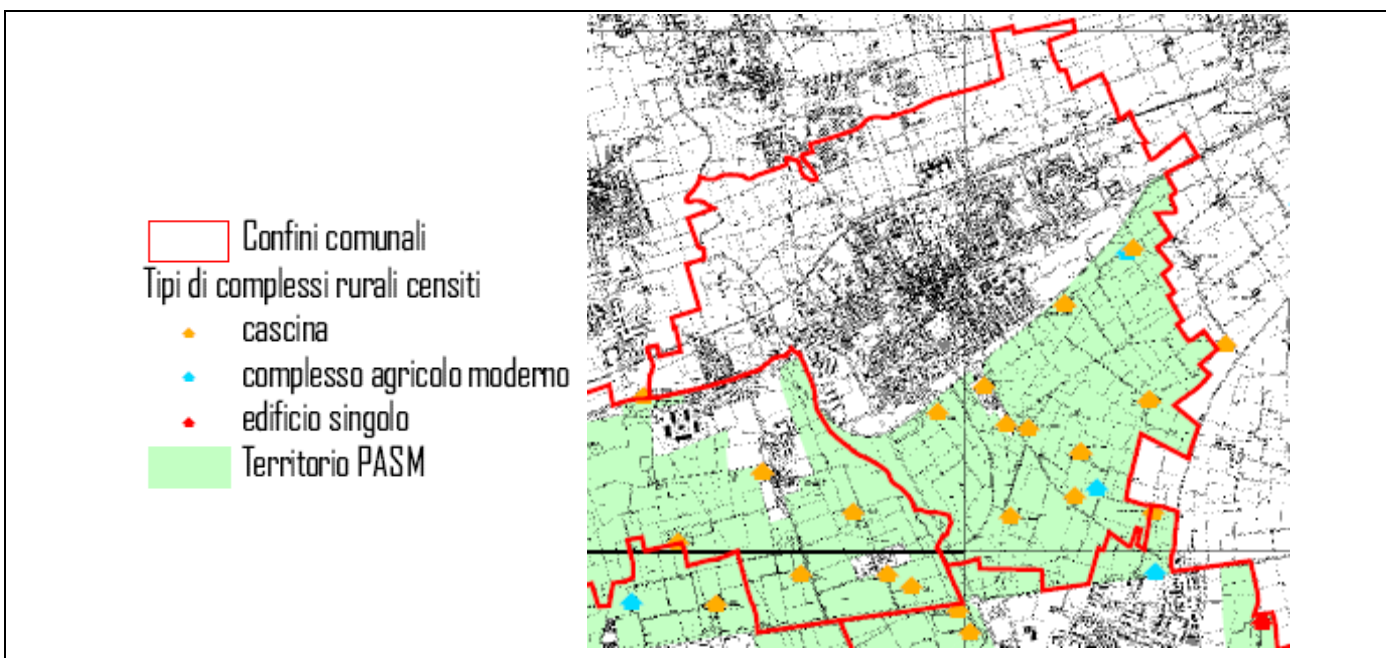 Confini comunali
Tipi di complessi rurali censiti
cascina
complesso agricolo moderno
edificio singolo
Territorio PASM